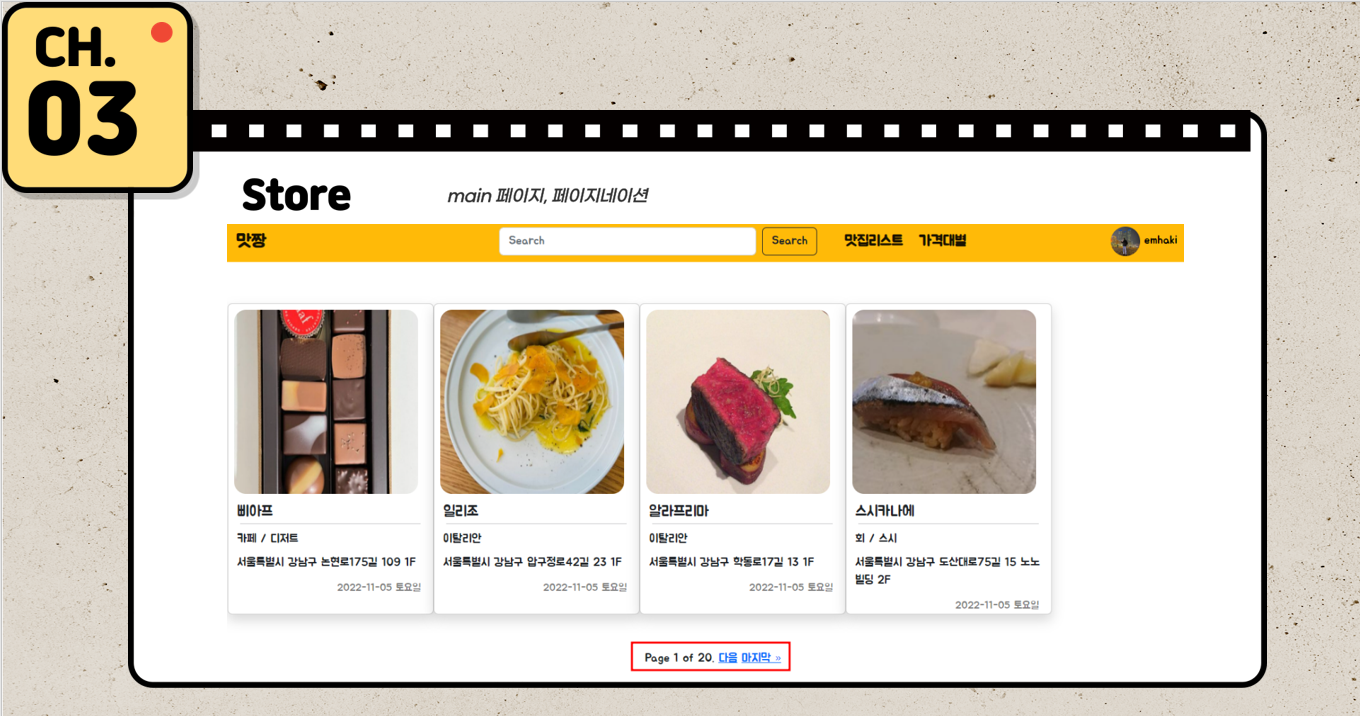 CH.
03
Store
main 페이지, 페이지네이션
맛짱
Search
Search
맛집리스트
가격대별
emhaki
삐아프
카페 / 디저트
서울특별시 강남구 논현로175길 109 1F
2022-11-05 토요일
일리조
이탈리안
서울특별시 강남구 압구정로42길 23 1F
2022-11-05 토요일
알라프리마
이탈리안
서울특별시 강남구 학동로17길 13 1F
2022-11-05 토요일
스시카나에
회 / 스시
서울특별시 강남구 도산대로75길 15 노노
빌딩 2F
2022-11-05 토요일
Page 1 of 20. 다음 마지막 »